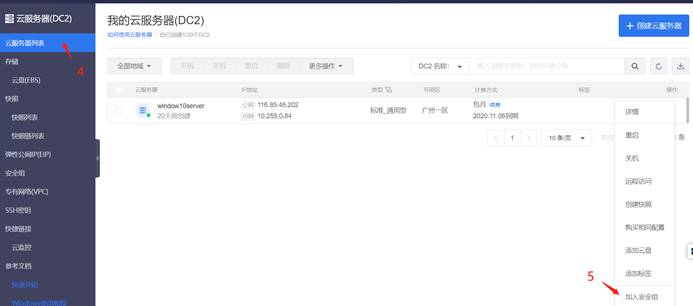 云服务器(DC2)
云服务器列表
4
存储
云盘(EBS)
快照
快照列表
快照链列表
弹性公网IP(EIP)
安全组
专有网络(VPC)
SSH密钥
快捷链接
云监控
参考文档
快速开始
我的云服务器(DC2)
如何使用云服务器
您已创建1/20个DC2
创建云服务器
全部地域
开机
关机
重启
删除
更多操作
DC2 名称:
云服务器
IP地址
类型
可用区
计费方式
标签
操作
window10server
20天前创建
公网 116.85.46.202
内网 10.255.0.84
标准_通用型
广州一区
包月 续费
2020.11.06到期
1
10 条/页
前往
条
详情
重启
关机
远程访问
创建快照
购买相同配置
添加云盘
添加标签
5
加入安全组